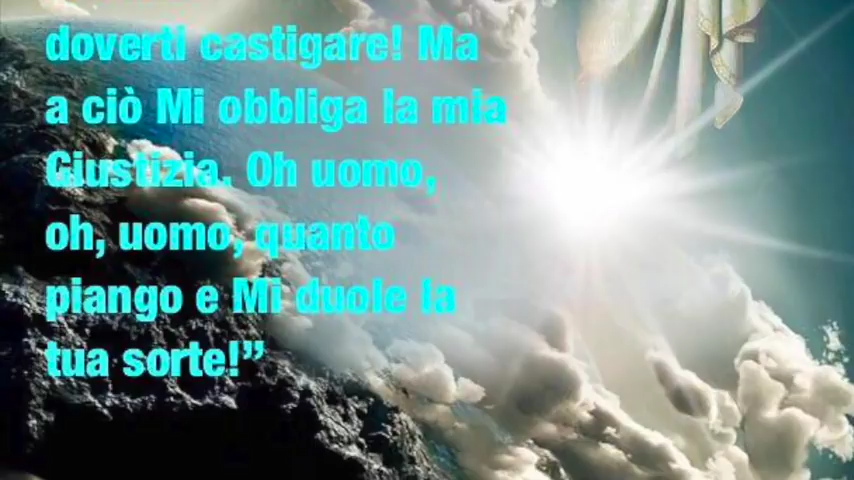 doverti castigare! Ma
a ciò Mi obbliga la mia
Giustizia. Oh uomo,
oh, uomo, quanto
piango e Mi duole la
tua sorte!”